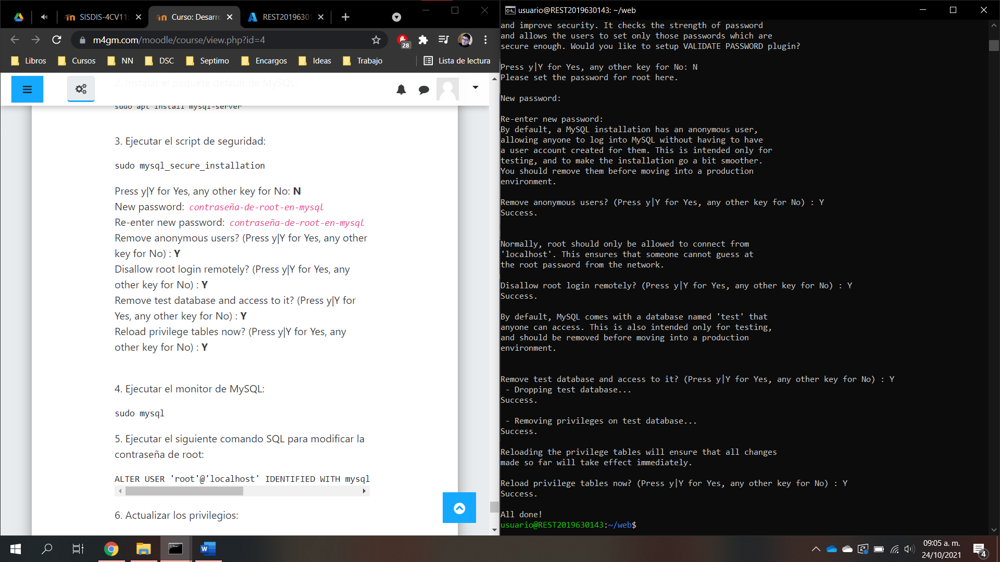 SISDIS-4CV11
Curso: Desarro
REST2019630
m4gm.com/moodle/course/view.php?id=4
28
Libros
Cursos
NN
DSC
Septimo
Encargos
Ideas
Trabajo
Lista de lectura
2. Instalar el paquete default de MySQL:
sudo apt install mysql-server
3. Ejecutar el script de seguridad:
sudo mysql_secure_installation
Press y|Y for Yes, any other key for No: N
New password: contraseña-de-root-en-mysql
Re-enter new password: contraseña-de-root-en-mysql
Remove anonymous users? (Press y|Y for Yes, any other
key for No) : Y
Disallow root login remotely? (Press y|Y for Yes, any
other key for No) : Y
Remove test database and access to it? (Press y|Y for
Yes, any other key for No) : Y
Reload privilege tables now? (Press y|Y for Yes, any
other key for No) : Y
4. Ejecutar el monitor de MySQL:
sudo mysql
5. Ejecutar el siguiente comando SQL para modificar la
contraseña de root:
ALTER USER 'root'@'localhost' IDENTIFIED WITH mysql
6. Actualizar los privilegios:
usuario@REST2019630143: ~/web
and improve security. It checks the strength of password
and allows the users to set only those passwords which are
secure enough. Would you like to setup VALIDATE PASSWORD plugin?
Press y|Y for Yes, any other key for No: N
Please set the password for root here.
New password:
Re-enter new password:
By default, a MySQL installation has an anonymous user,
allowing anyone to log into MySQL without having to have
a user account created for them. This is intended only for
testing, and to make the installation go a bit smoother.
You should remove them before moving into a production
environment.
Remove anonymous users? (Press y|Y for Yes, any other key for No) : Y
Success.
Normally, root should only be allowed to connect from
'localhost'. This ensures that someone cannot guess at
the root password from the network.
Disallow root login remotely? (Press y|Y for Yes, any other key for No) : Y
Success.
By default, MySQL comes with a database named 'test' that
anyone can access. This is also intended only for testing,
and should be removed before moving into a production
environment.
Remove test database and access to it? (Press y|Y for Yes, any other key for No) : Y
- Dropping test database...
Success.
- Removing privileges on test database...
Success.
Reloading the privilege tables will ensure that all changes
made so far will take effect immediately.
Reload privilege tables now? (Press y|Y for Yes, any other key for No) : Y
Success.
All done!
usuario@REST2019630143:~/web$
09:05 a. m.
24/10/2021
4